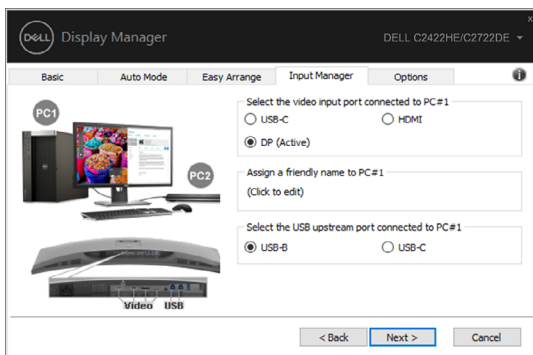 x
DELL Display Manager
DELL C2422HE/C2722DE
Basic Auto Mode Easy Arrange Input Manager Options
PC1
PC2
Video USB
Select the video input port connected to PC#1
USB-C HDMI
DP (Active)
Assign a friendly name to PC#1
(Click to edit)
Select the USB upstream port connected to PC#1
USB-B USB-C
< Back Next > Cancel